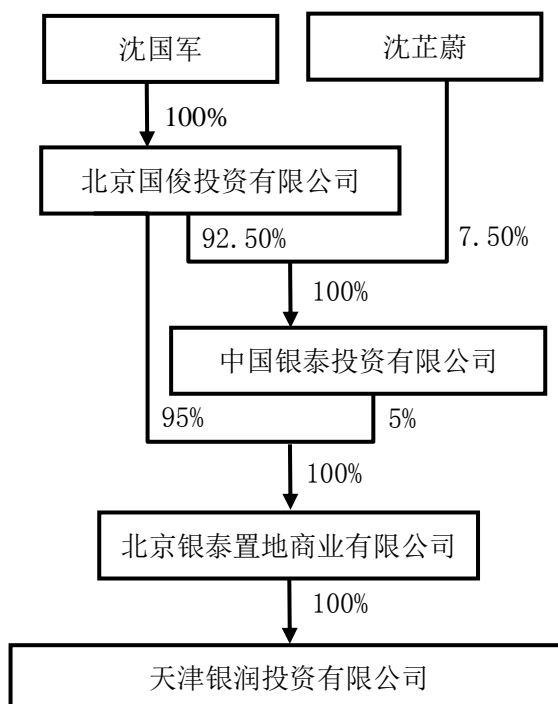 沈国军
沈芷蔚
100%
北京国俊投资有限公司
92.50%
7.50%
100%
中国银泰投资有限公司
95%
5%
100%
北京银泰置地商业有限公司
100%
天津银润投资有限公司